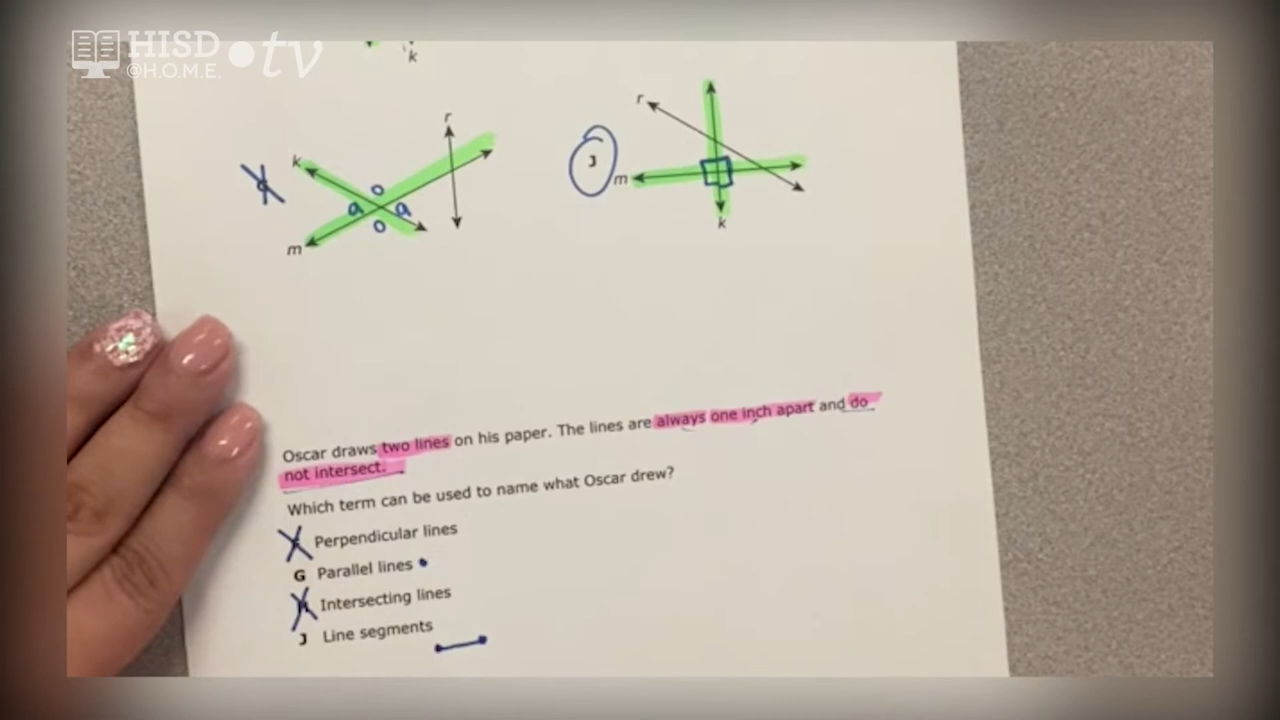 HISD
@H.O.M.E.
tv
k
r
k
o
a
a
o
m
r
J
m
k
Oscar draws two lines on his paper. The lines are always one inch apart and do
not intersect.
Which term can be used to name what Oscar drew?
Perpendicular lines
G Parallel lines
Intersecting lines
J Line segments